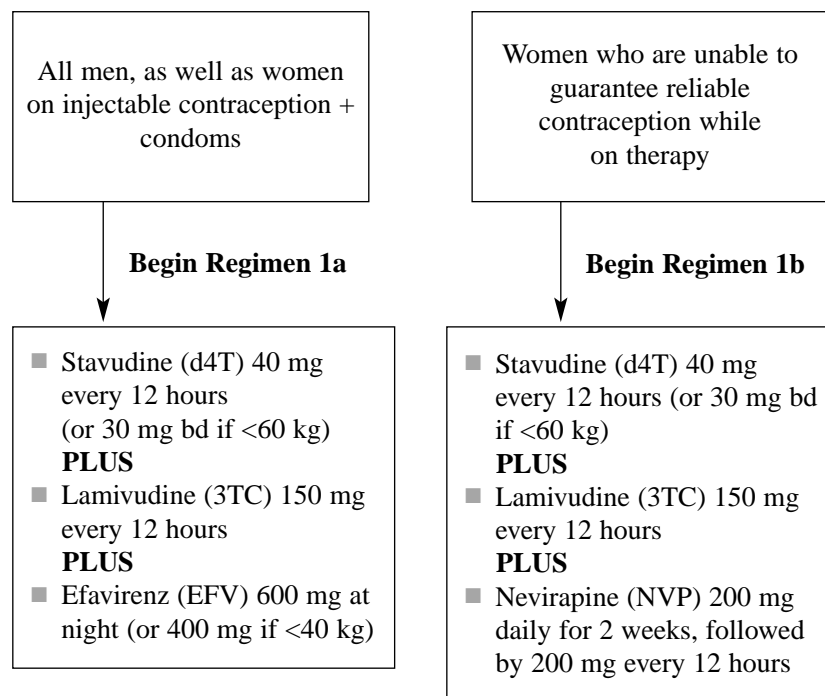 All men, as well as women
on injectable contraception +
condoms
Begin Regimen 1a
■ Stavudine (d4T) 40 mg
every 12 hours
(or 30 mg bd if <60 kg)
PLUS
■ Lamivudine (3TC) 150 mg
every 12 hours
PLUS
■ Efavirenz (EFV) 600 mg at
night (or 400 mg if <40 kg)
Women who are unable to
guarantee reliable
contraception while
on therapy
Begin Regimen 1b
■ Stavudine (d4T) 40 mg
every 12 hours (or 30 mg bd
if <60 kg)
PLUS
■ Lamivudine (3TC) 150 mg
every 12 hours
PLUS
■ Nevirapine (NVP) 200 mg
daily for 2 weeks, followed
by 200 mg every 12 hours